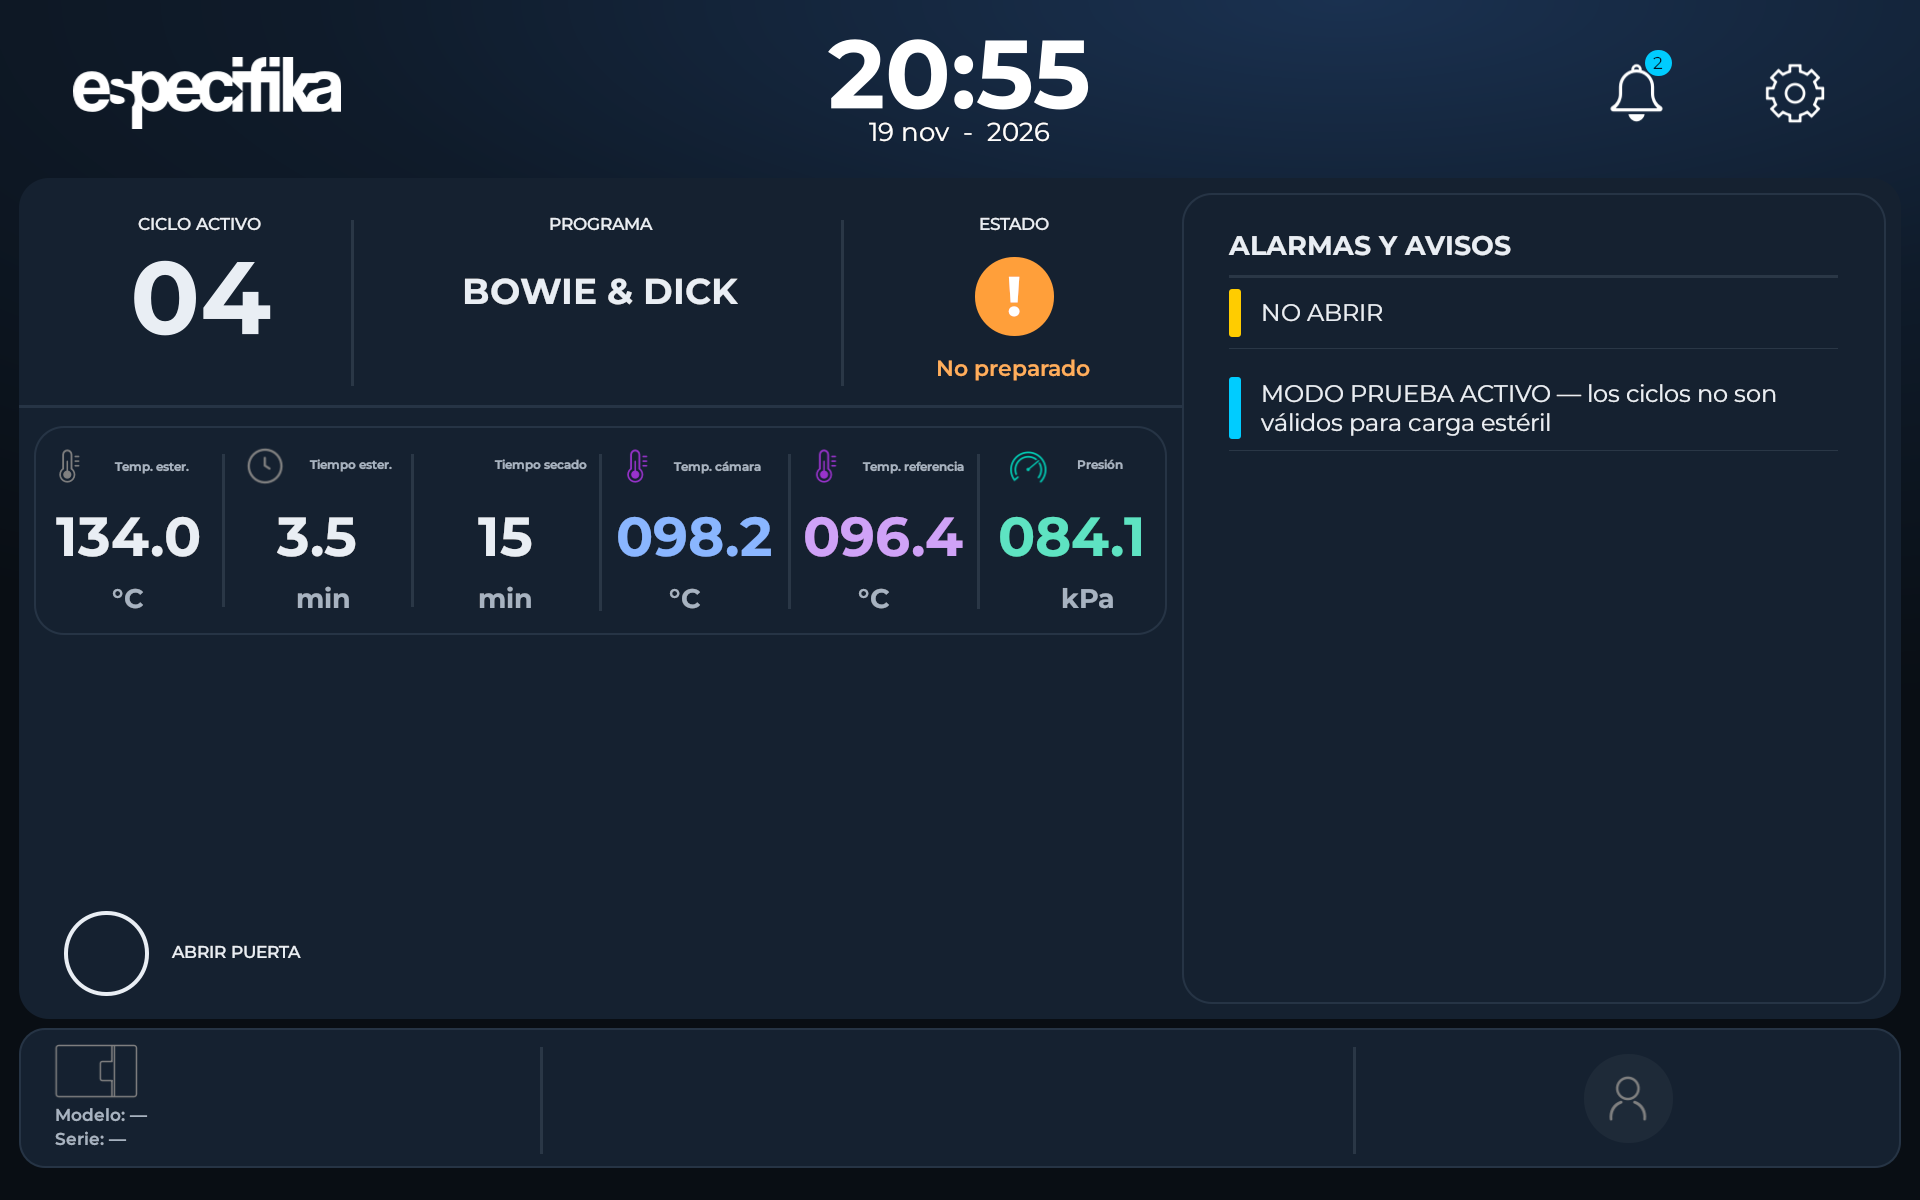 especifika
20:55
19 nov - 2026
2
CICLO ACTIVO
04
PROGRAMA
BOWIE & DICK
ESTADO
!
No preparado
Temp. ester.
134.0
°C
Tiempo ester.
3.5
min
Tiempo secado
15
min
Temp. cámara
098.2
°C
Temp. referencia
096.4
°C
Presión
084.1
kPa
ABRIR PUERTA
ALARMAS Y AVISOS
NO ABRIR
MODO PRUEBA ACTIVO — los ciclos no son
válidos para carga estéril
Modelo: —
Serie: —